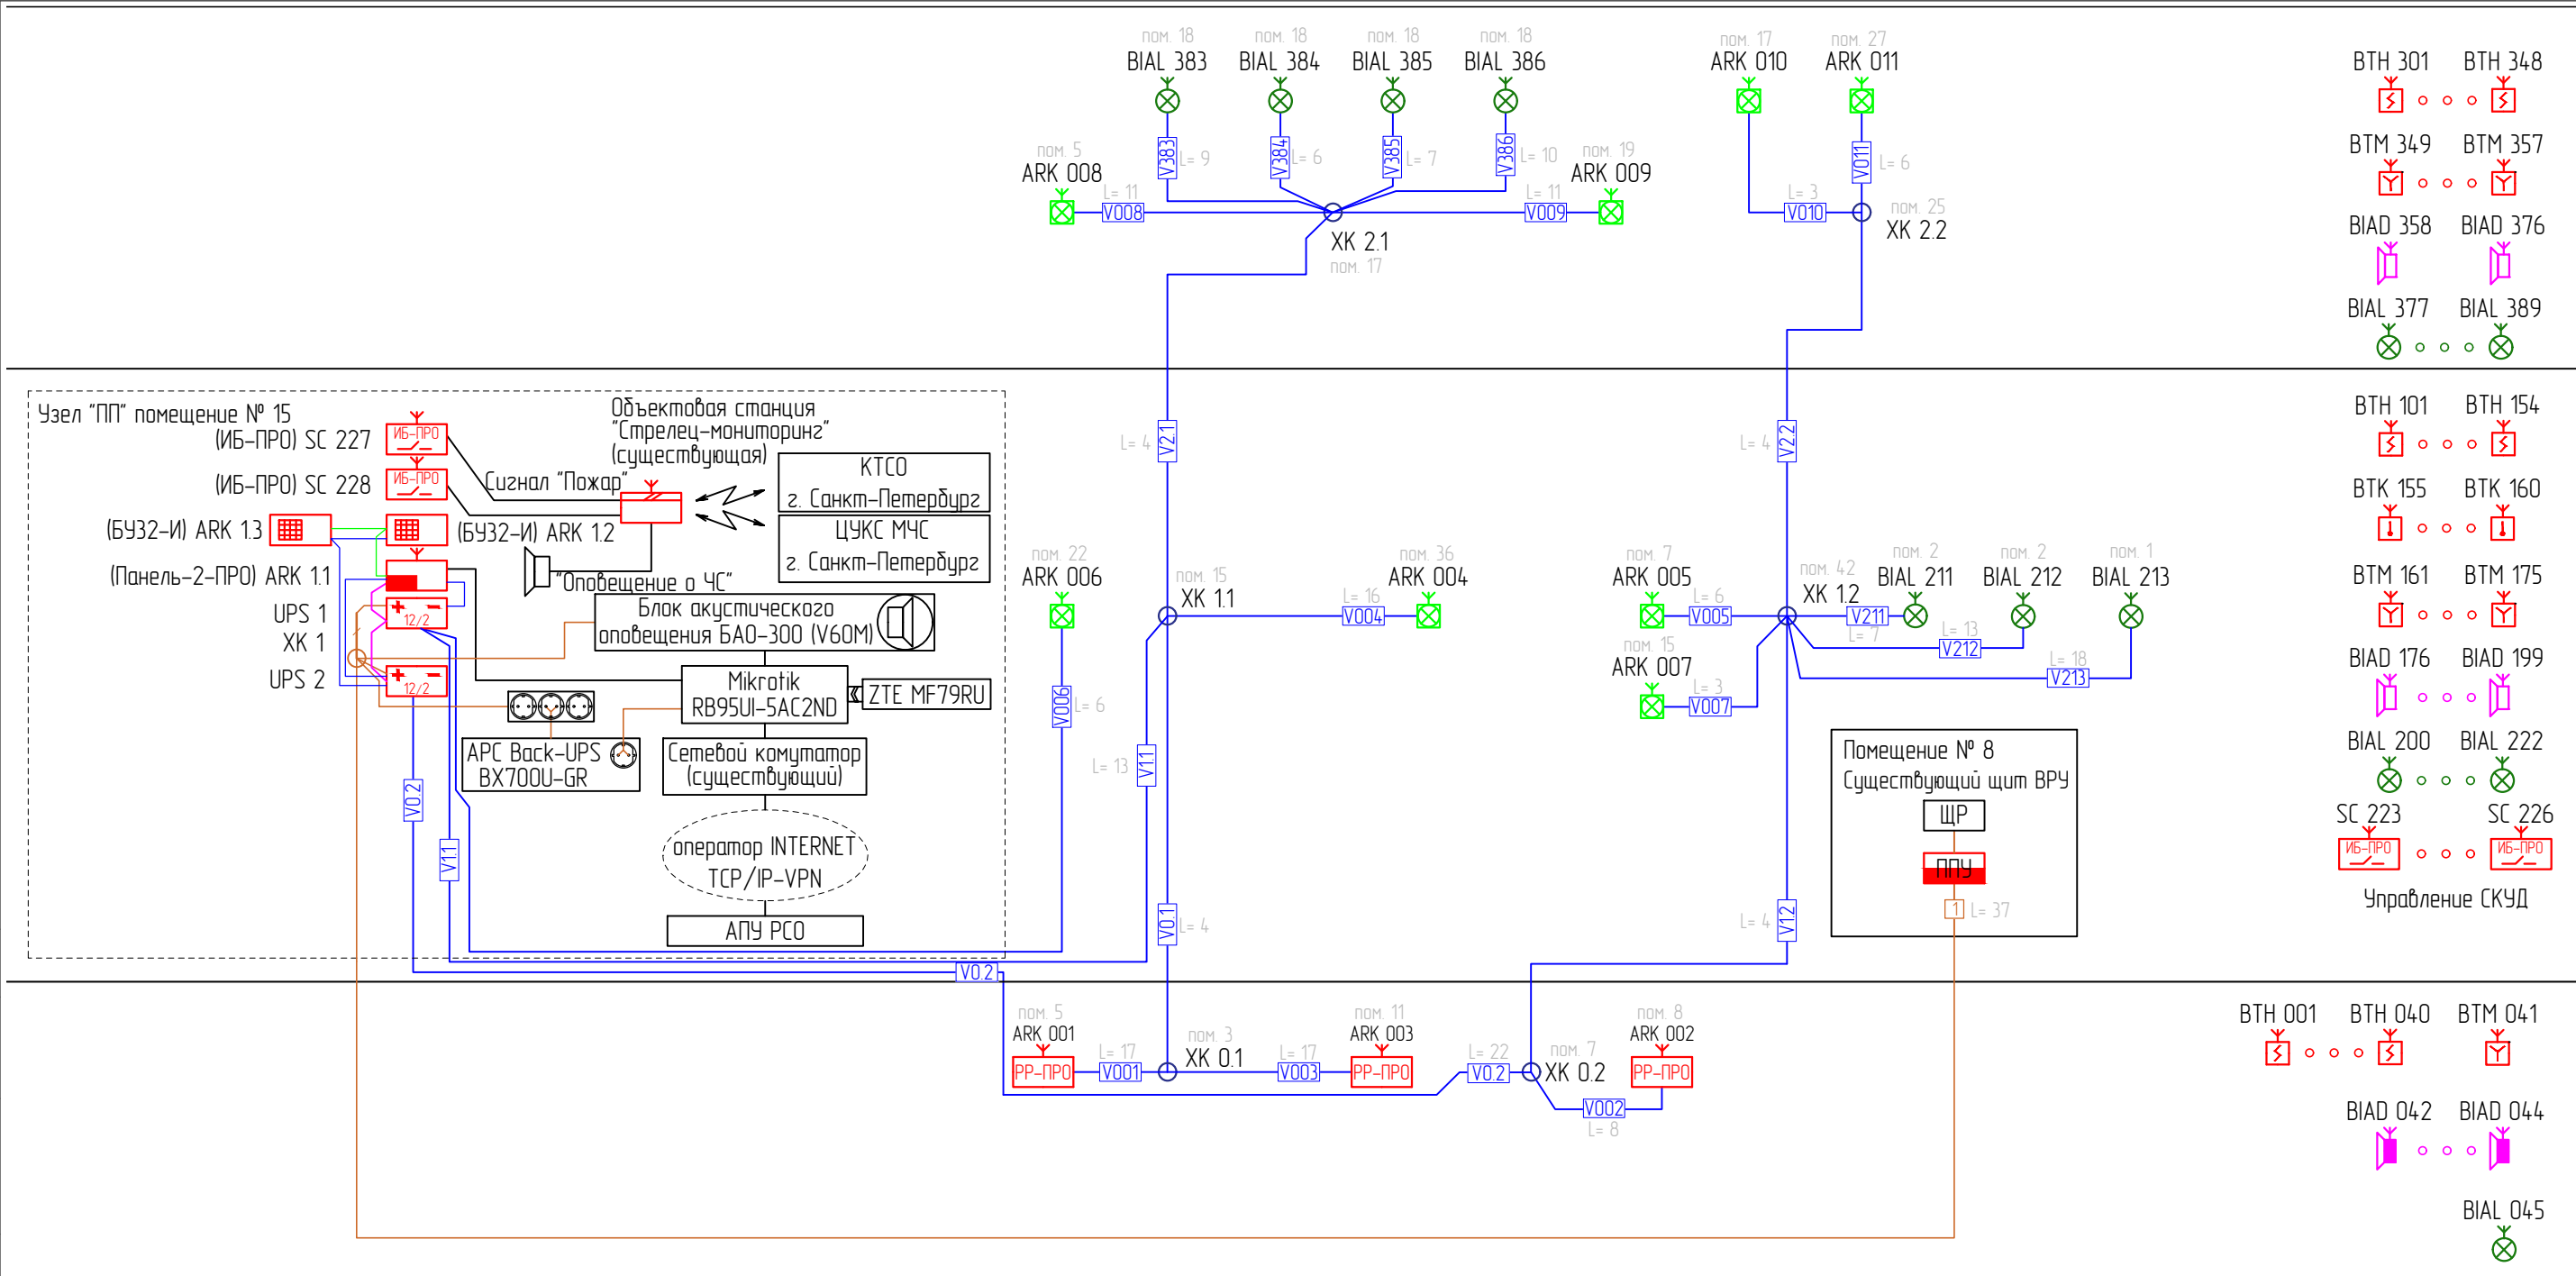 пом. 18
BIAL 383
пом. 18
BIAL 384
пом. 18
BIAL 385
пом. 18
BIAL 386
пом. 17
ARK 010
пом. 27
ARK 011
V383
L= 9
V384
L= 6
V385
L= 7
V386
L= 10
V011
L= 6
пом. 5
ARK 008
L= 11
V008
L= 11
V009
пом. 19
ARK 009
L= 3
V010
пом. 25
XK 2.2
XK 2.1
пом. 17
BTH 301
BTH 348
BTM 349
BTM 357
BIAD 358
BIAD 376
BIAL 377
BIAL 389
Узел "ПП" помещение № 15
(ИБ-ПРО) SC 227
ИБ-ПРО
(ИБ-ПРО) SC 228
ИБ-ПРО
Сигнал "Пожар"
Объектовая станция
"Стрелец-мониторинг"
(существующая)
КТСО
г. Санкт-Петербург
ЦУКС МЧС
г. Санкт-Петербург
(БУ32-И) ARK 1.3
(БУ32-И) ARK 1.2
"Оповещение о ЧС"
(Панель-2-ПРО) ARK 1.1
UPS 1
12/2
XK 1
UPS 2
12/2
Блок акустического
оповещения БАО-300 (V60M)
Mikrotik
RB95UI-5AC2ND
ZTE MF79RU
APC Back-UPS
BX700U-GR
Сетевой комутатор
(существующий)
оператор INTERNET
TCP/IP-VPN
АПУ РСО
V0.2
V1.1
V0.2
L= 4
V2.1
L= 4
V2.2
пом. 22
ARK 006
V006
L= 6
пом. 15
XK 1.1
L= 16
V004
пом. 36
ARK 004
L= 13
V1.1
V0.1
L= 4
пом. 7
ARK 005
L= 6
V005
пом. 42
XK 1.2
пом. 2
BIAL 211
V211
L= 7
пом. 2
BIAL 212
L= 13
V212
пом. 1
BIAL 213
L= 18
V213
пом. 15
ARK 007
L= 3
V007
L= 4
V1.2
Помещение № 8
Существующий щит ВРУ
ЩР
ППУ
1
L= 37
BTH 101
BTH 154
BTK 155
BTK 160
BTM 161
BTM 175
BIAD 176
BIAD 199
BIAL 200
BIAL 222
SC 223
SC 226
ИБ-ПРО
ИБ-ПРО
Управление СКУД
пом. 5
ARK 001
PP-ПРО
L= 17
V001
пом. 3
XK 0.1
L= 17
V003
пом. 11
ARK 003
PP-ПРО
L= 22
V0.2
пом. 7
XK 0.2
пом. 8
ARK 002
PP-ПРО
V002
L= 8
BTH 001
BTH 040
BTM 041
BIAD 042
BIAD 044
BIAL 045